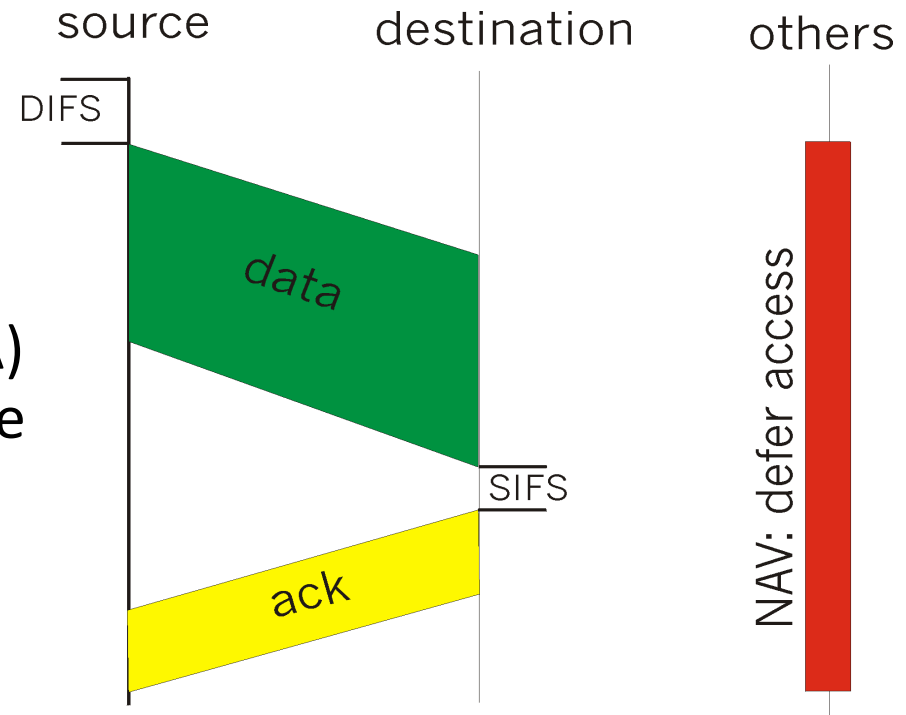 source
destination
others
DIFS
data
)
e
SIFS
ack
NAV: defer access